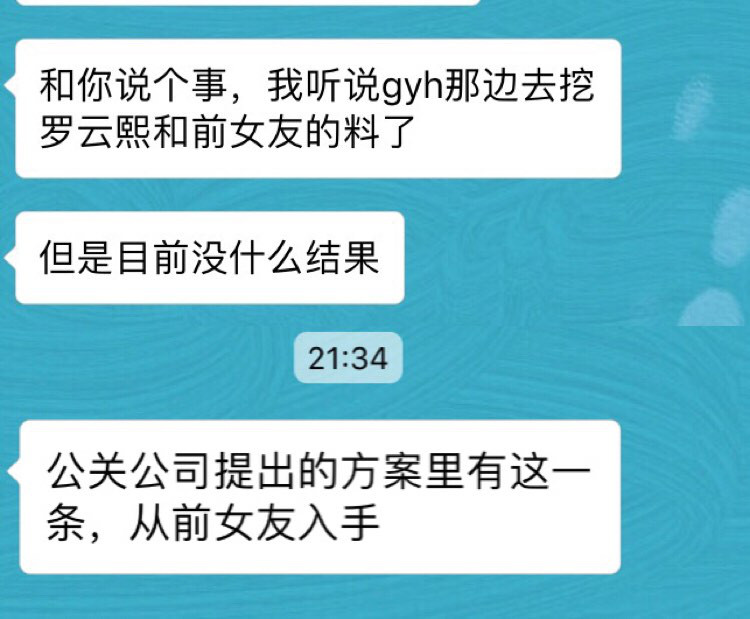 和你说个事，我听说gyh那边去挖
罗云熙和前女友的料了
但是目前没什么结果
21:34
公关公司提出的方案里有这一
条，从前女友入手